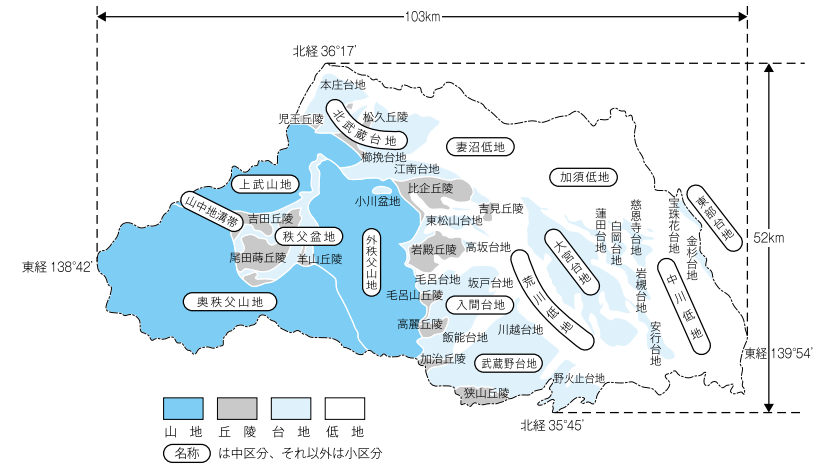 103km
北経 36°17'
本庄台地
児玉丘陵
松久丘陵
北武蔵台地
妻沼低地
櫛挽台地
江南台地
加須低地
上武山地
比企丘陵
小川盆地
山中地溝帯
吉田丘陵
東松山台地
吉見丘陵
慈恩寺台地
蓮田台地
白岡台地
宝珠花台地
東部台地
金杉台地
52km
秩父盆地
外秩父山地
岩殿丘陵
高坂台地
大宮台地
尾田蒔丘陵
羊山丘陵
東経 138°42'
毛呂台地
坂戸台地
荒川低地
岩槻台地
中川低地
奥秩父山地
毛呂山丘陵
入間台地
高麗丘陵
川越台地
飯能台地
安行台地
東経 139°54'
加治丘陵
武蔵野台地
野火止台地
狭山丘陵
北経 35°45'
山地
丘陵
台地
低地
名称 は中区分、それ以外は小区分